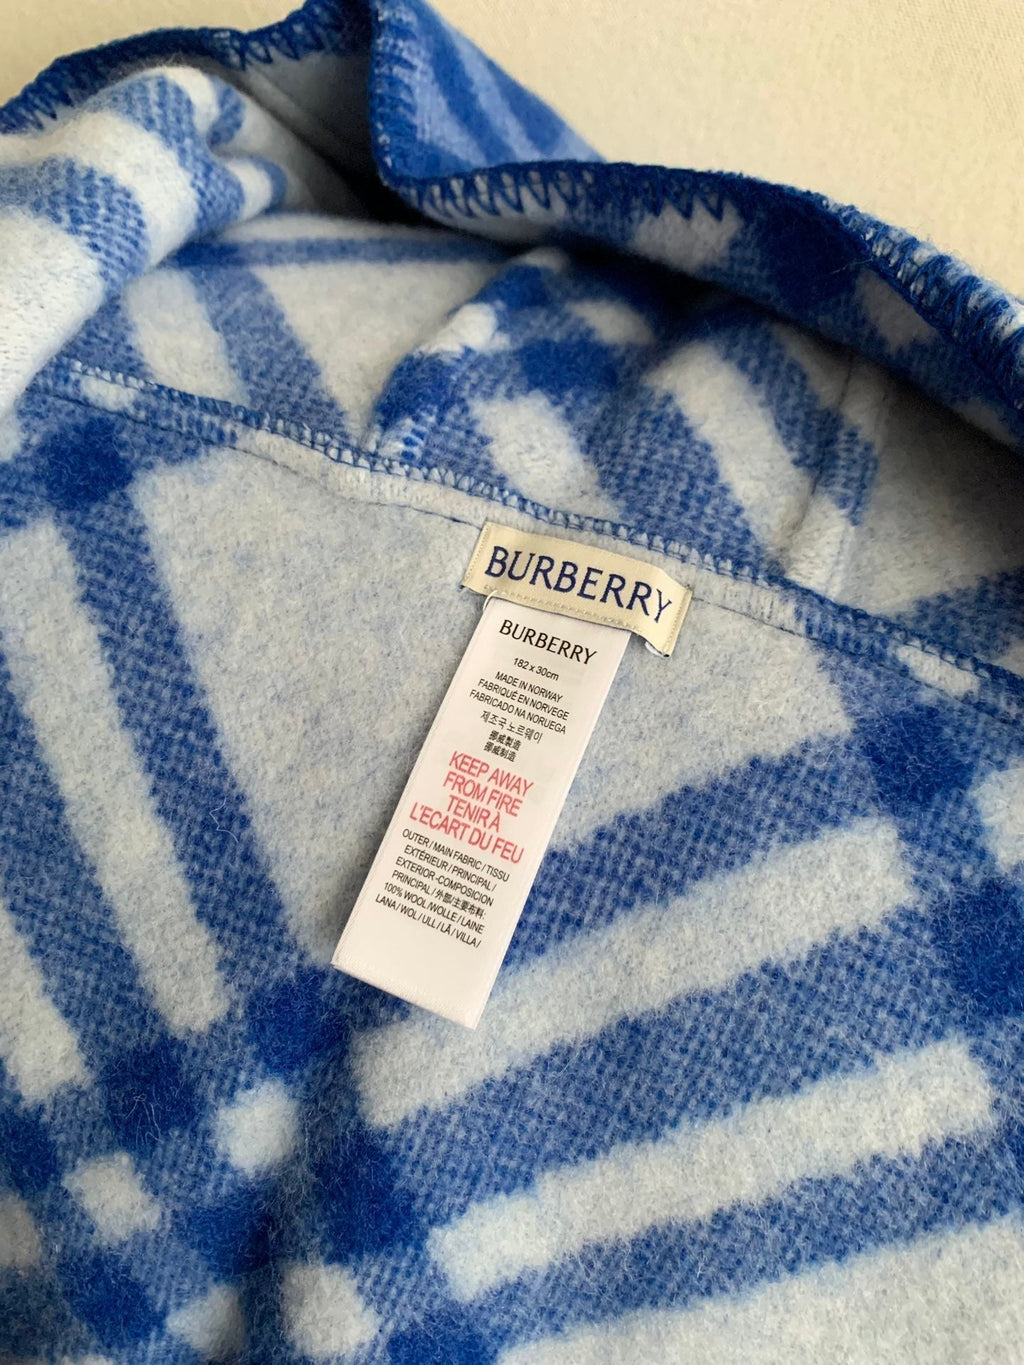 BURBERRY
BURBERRY
182 x 30cm
MADE IN NORWAY
FABRIQUÉ EN NORVEGE
FABRICADO NA NORUEGA
제조국 노르웨이
挪威製造
挪威制造
KEEP AWAY
FROM FIRE
TENIR À
L'ECART DU FEU
OUTER / MAIN FABRIC / TISSU
EXTÉRIEUR / PRINCIPAL /
EXTERIOR-COMPOSICION
PRINCIPAL / 外部/主要布料:
100% WOOL /WOLLE / LAINE
LANA / WOL / ULL / LÃ / VILLA /